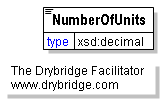 NumberOfUnits
type xsd:decimal
The Drybridge Facilitator
www.drybridge.com